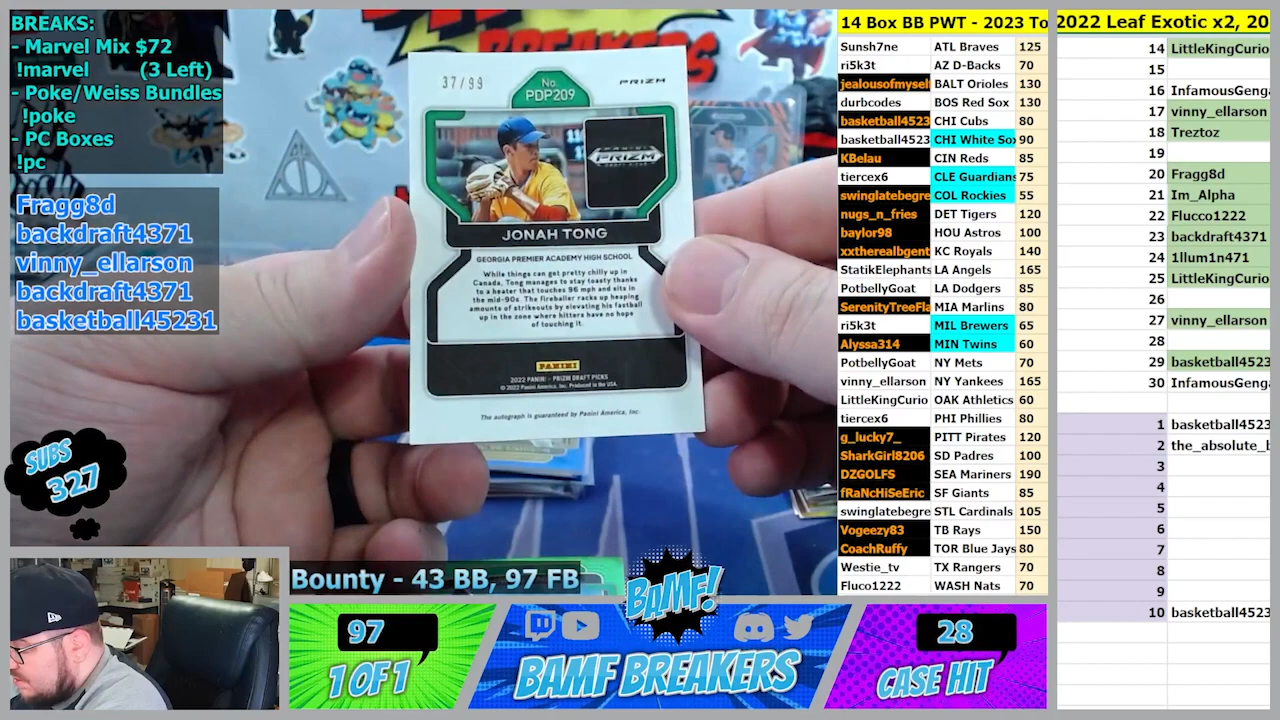 BREAKS:
- Marvel Mix $72
!marvel (3 Left)
- Poke/Weiss Bundles
!poke
- PC Boxes
!pc
Fragg8d
backdraft4371
vinny_ellarson
backdraft4371
basketball45231
SUBS
327
37/99
No.
PDP209
PRIZM
PANINI
PRIZM
JONAH TONG
GEORGIA PREMIER ACADEMY HIGH SCHOOL
While things can get pretty chilly up in
Canada, Tong manages to stay toasty thanks
to a heater that touches 96 mph and sits in
the mid-90s. The fireballer racks up heaping
amounts of strikeouts by elevating his fastball
up in the zone where hitters have no hope
of touching it.
PANINI
2022 PANINI - PRIZM DRAFT PICKS
© 2022 Panini America, Inc. Produced in the USA.
The autograph is guaranteed by Panini America, Inc.
Bounty - 43 BB, 97 FB
97
1 OF 1
BAMF!
BAMF BREAKERS
28
CASE HIT
14 Box BB PWT - 2023 To
Sunsh7ne ATL Braves 125
ri5k3t AZ D-Backs 70
jealousofmysel BALT Orioles 130
durbcodes BOS Red Sox 130
basketball4523 CHI Cubs 80
basketball4523 CHI White Sox 90
KBelau CIN Reds 85
tiercex6 CLE Guardians 75
swinglatebegre COL Rockies 55
nugs_n_fries DET Tigers 120
baylor98 HOU Astros 100
xxtherealbgent KC Royals 140
StatikElephants LA Angels 165
PotbellyGoat LA Dodgers 85
SerenityTreeFla MIA Marlins 80
ri5k3t MIL Brewers 65
Alyssa314 MIN Twins 60
PotbellyGoat NY Mets 70
vinny_ellarson NY Yankees 165
LittleKingCurio OAK Athletics 60
tiercex6 PHI Phillies 80
g_lucky7_ PITT Pirates 120
SharkGirl8206 SD Padres 100
DZGOLFS SEA Mariners 190
fRaNcHiSeEric SF Giants 85
swinglatebegre STL Cardinals 105
Vogeezy83 TB Rays 150
CoachRuffy TOR Blue Jays 80
Westie_tv TX Rangers 70
Fluco1222 WASH Nats 70
2022 Leaf Exotic x2, 20
14 LittleKingCurio
15
16 InfamousGenga
17 vinny_ellarson
18 Treztoz
19
20 Fragg8d
21 Im_Alpha
22 Flucco1222
23 backdraft4371
24 1llum1n471
25 LittleKingCurio
26
27 vinny_ellarson
28
29 basketball4523
30 InfamousGenga
1 basketball4523
2 the_absolute_b
3
4
5
6
7
8
9
10 basketball4523